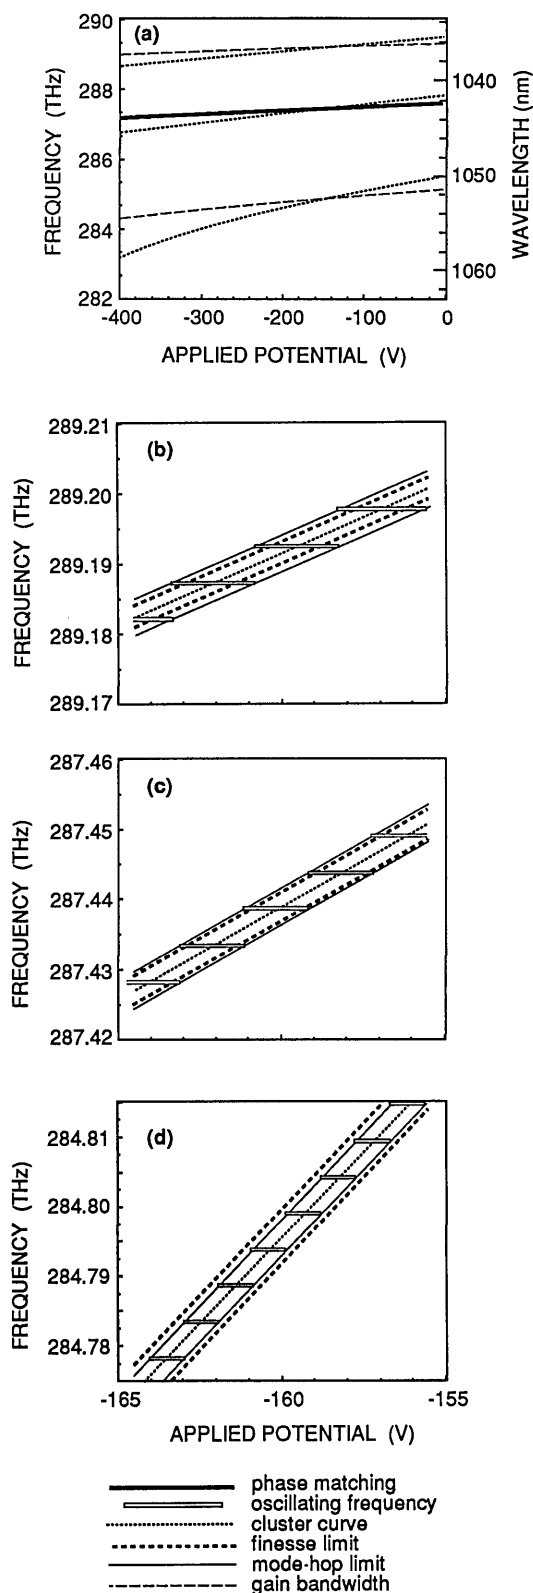 (a)
290
288
286
284
282
FREQUENCY (THz)
1040
1050
1060
WAVELENGTH (nm)
-400
-300
-200
-100
0
APPLIED POTENTIAL (V)
(b)
289.21
289.20
289.19
289.18
289.17
FREQUENCY (THz)
(c)
287.46
287.45
287.44
287.43
287.42
FREQUENCY (THz)
(d)
284.81
284.80
284.79
284.78
FREQUENCY (THz)
-165
-160
-155
APPLIED POTENTIAL (V)
phase matching
oscillating frequency
cluster curve
finesse limit
mode-hop limit
gain bandwidth